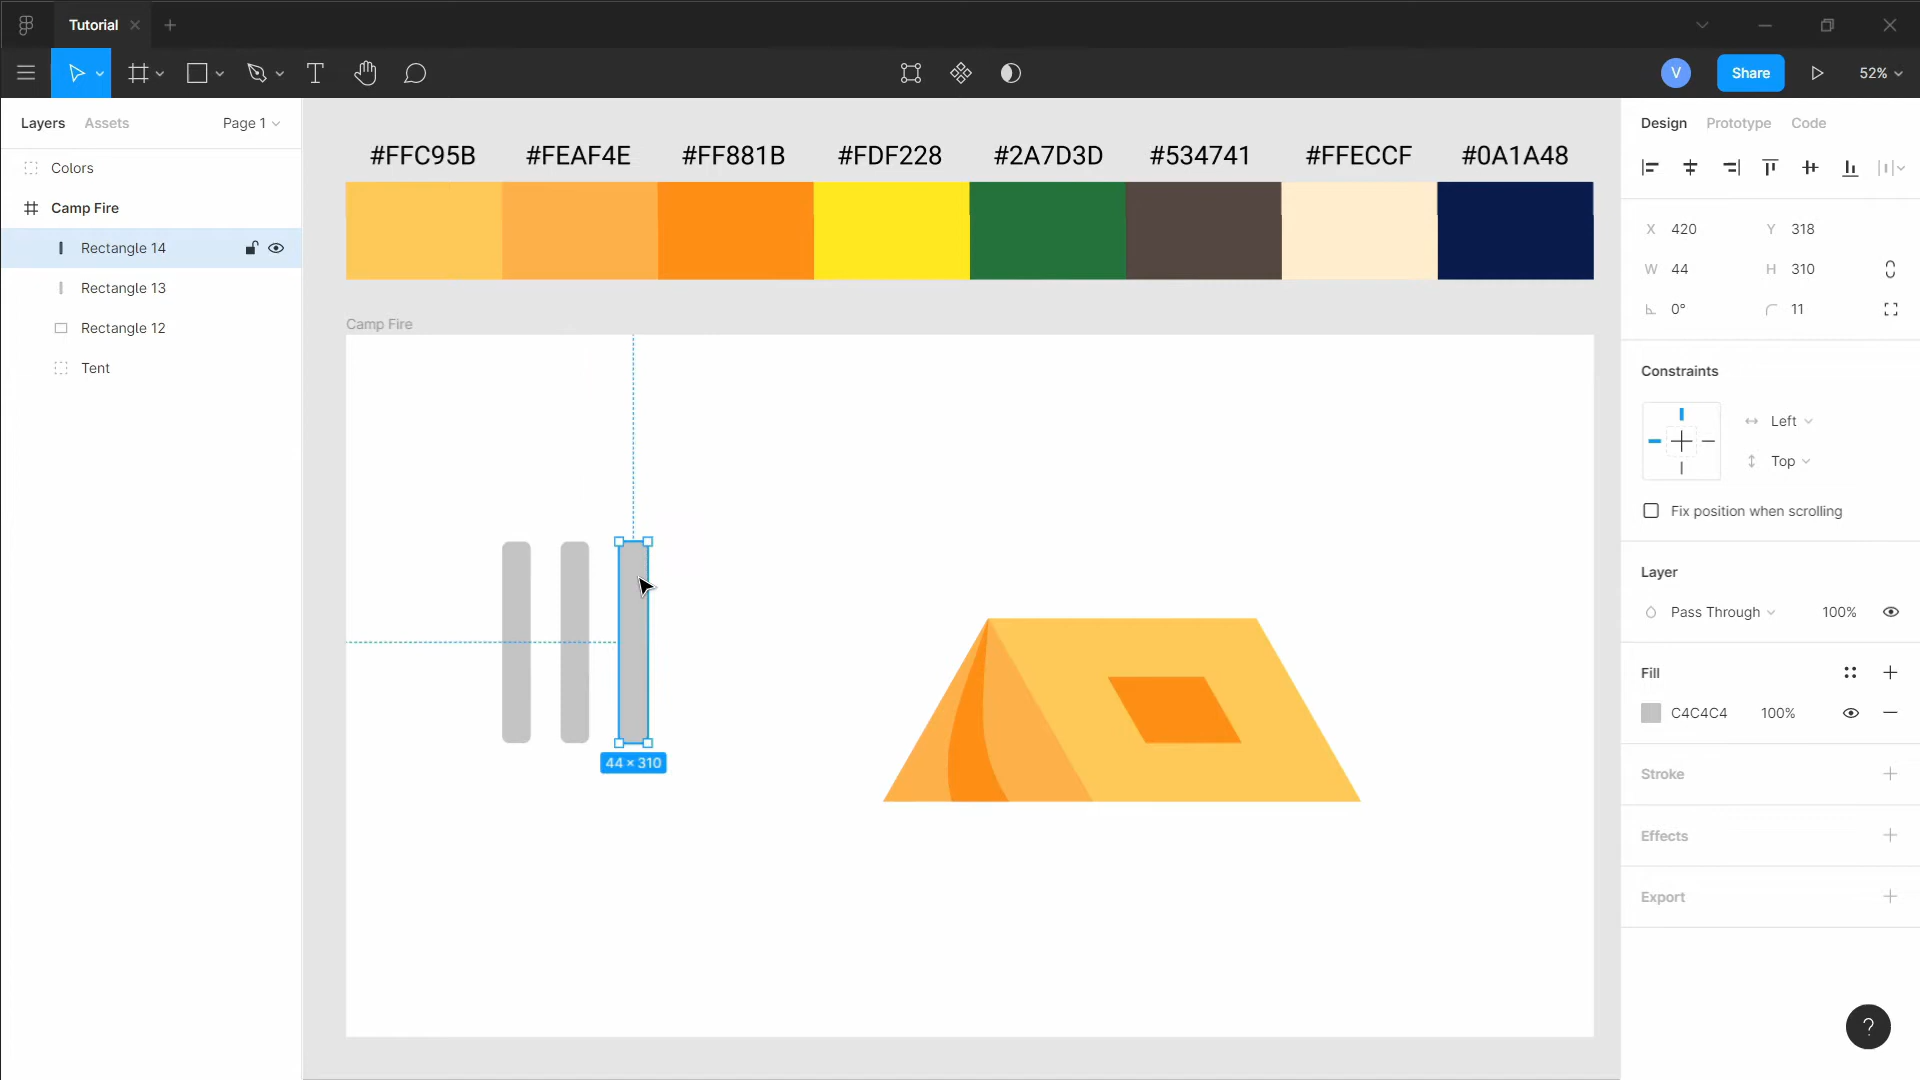 Tutorial
V
Share
52%
Layers
Assets
Page 1
Colors
Camp Fire
Rectangle 14
Rectangle 13
Rectangle 12
Tent
#FFC95B
#FEAF4E
#FF881B
#FDF228
#2A7D3D
#534741
#FFECCF
#0A1A48
Camp Fire
44 × 310
Design
Prototype
Code
X 420
Y 318
W 44
H 310
0°
11
Constraints
Left
Top
Fix position when scrolling
Layer
Pass Through
100%
Fill
C4C4C4
100%
Stroke
Effects
Export
?